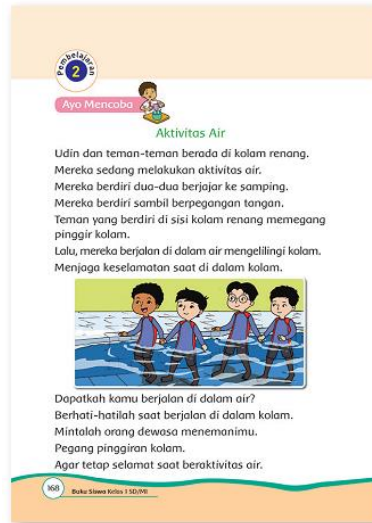 Pembelajaran
2
Ayo Mencoba
Aktivitas Air
Udin dan teman-teman berada di kolam renang.
Mereka sedang melakukan aktivitas air.
Mereka berdiri dua-dua berjajar ke samping.
Mereka berdiri sambil berpegangan tangan.
Teman yang berdiri di sisi kolam renang memegang
pinggir kolam.
Lalu, mereka berjalan di dalam air mengelilingi kolam.
Menjaga keselamatan saat di dalam kolam.
Dapatkah kamu berjalan di dalam air?
Berhati-hatilah saat berjalan di dalam kolam.
Mintalah orang dewasa menemanimu.
Pegang pinggiran kolam.
Agar tetap selamat saat beraktivitas air.
168
Buku Siswa Kelas 1 SD/MI